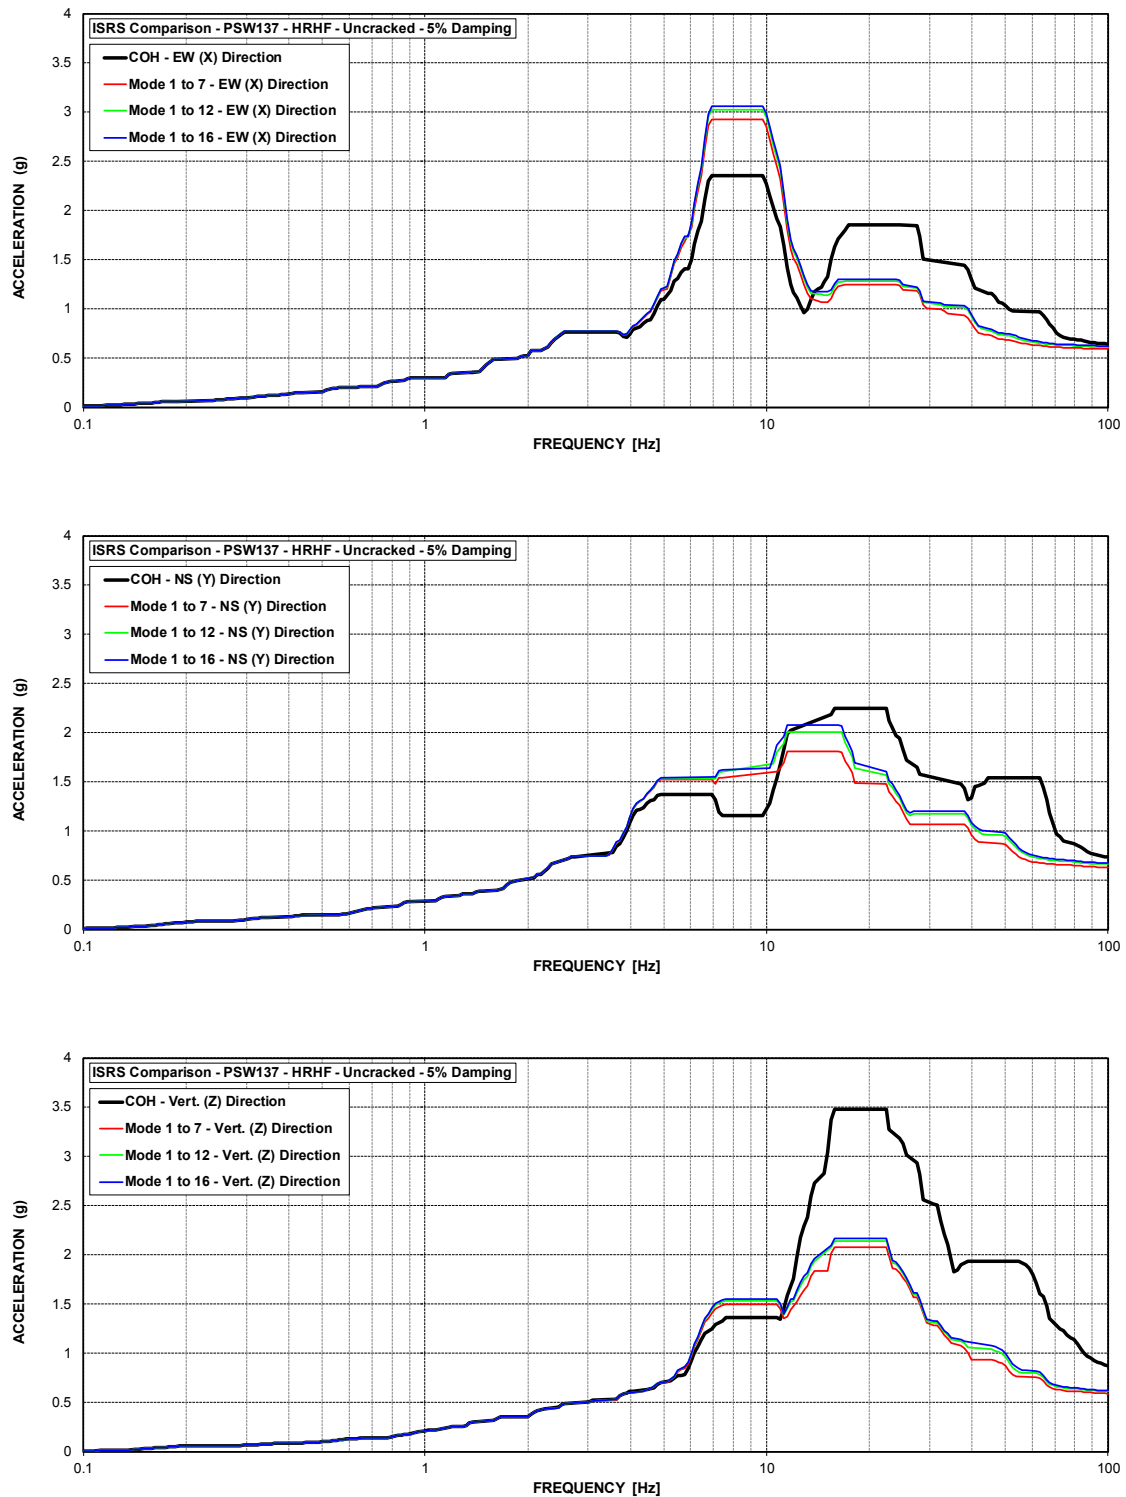 ISRS Comparison - PSW137 - HRHF - Uncracked - 5% Damping
COH - EW (X) Direction
Mode 1 to 7 - EW (X) Direction
Mode 1 to 12 - EW (X) Direction
Mode 1 to 16 - EW (X) Direction
4
3.5
3
2.5
2
1.5
1
0.5
0
ACCELERATION (g)
0.1 1 10 100
FREQUENCY [Hz]
ISRS Comparison - PSW137 - HRHF - Uncracked - 5% Damping
COH - NS (Y) Direction
Mode 1 to 7 - NS (Y) Direction
Mode 1 to 12 - NS (Y) Direction
Mode 1 to 16 - NS (Y) Direction
4
3.5
3
2.5
2
1.5
1
0.5
0
ACCELERATION (g)
0.1 1 10 100
FREQUENCY [Hz]
ISRS Comparison - PSW137 - HRHF - Uncracked - 5% Damping
COH - Vert. (Z) Direction
Mode 1 to 7 - Vert. (Z) Direction
Mode 1 to 12 - Vert. (Z) Direction
Mode 1 to 16 - Vert. (Z) Direction
4
3.5
3
2.5
2
1.5
1
0.5
0
ACCELERATION (g)
0.1 1 10 100
FREQUENCY [Hz]